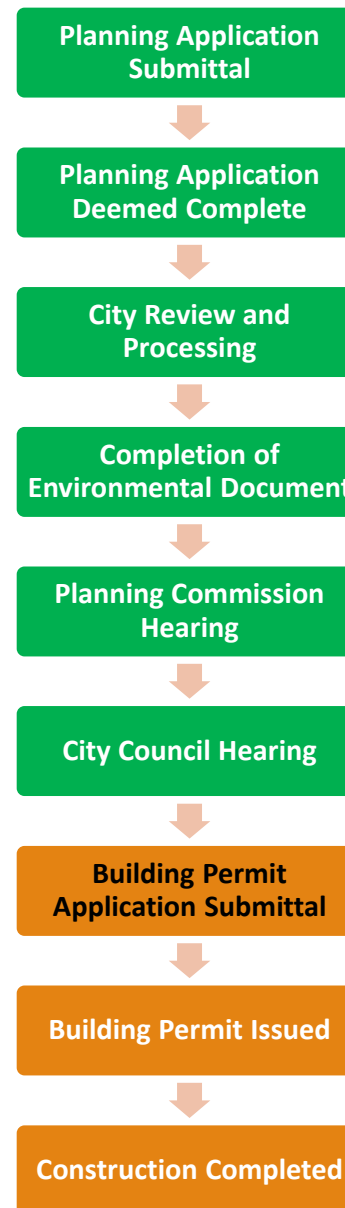 Planning Application
Submittal
Planning Application
Deemed Complete
City Review and
Processing
Completion of
Environmental Document
Planning Commission
Hearing
City Council Hearing
Building Permit
Application Submittal
Building Permit Issued
Construction Completed